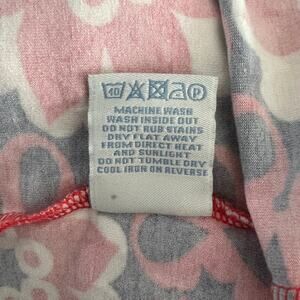 40 P
MACHINE WASH
WASH INSIDE OUT
DO NOT RUB STAINS
DRY FLAT AWAY
FROM DIRECT HEAT
AND SUNLIGHT
DO NOT TUMBLE DRY
COOL IRON ON REVERSE